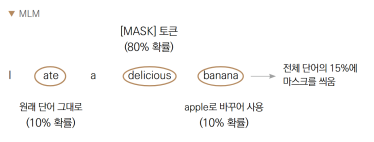 ▼ MLM
[MASK] 토큰
(80% 확률)
I ate a delicious banana
전체 단어의 15%에
마스크를 씌움
원래 단어 그대로
(10% 확률)
apple로 바꾸어 사용
(10% 확률)